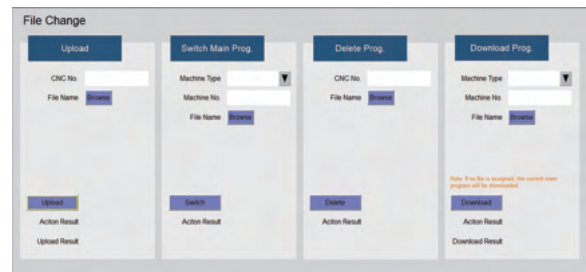 File Change
Upload
CNC No.
File Name Browse
Upload
Aciton Result
Upload Result
Switch Main Prog.
Machine Type
Machine No.
File Name Browse
Switch
Aciton Result
Delete Prog.
CNC No.
File Name Browse
Delete
Aciton Result
Download Prog.
Machine Type
Machine No.
File Name Browse
Note: If no file is assigned, the current main
program will be downloaded
Download
Aciton Result
Download Result